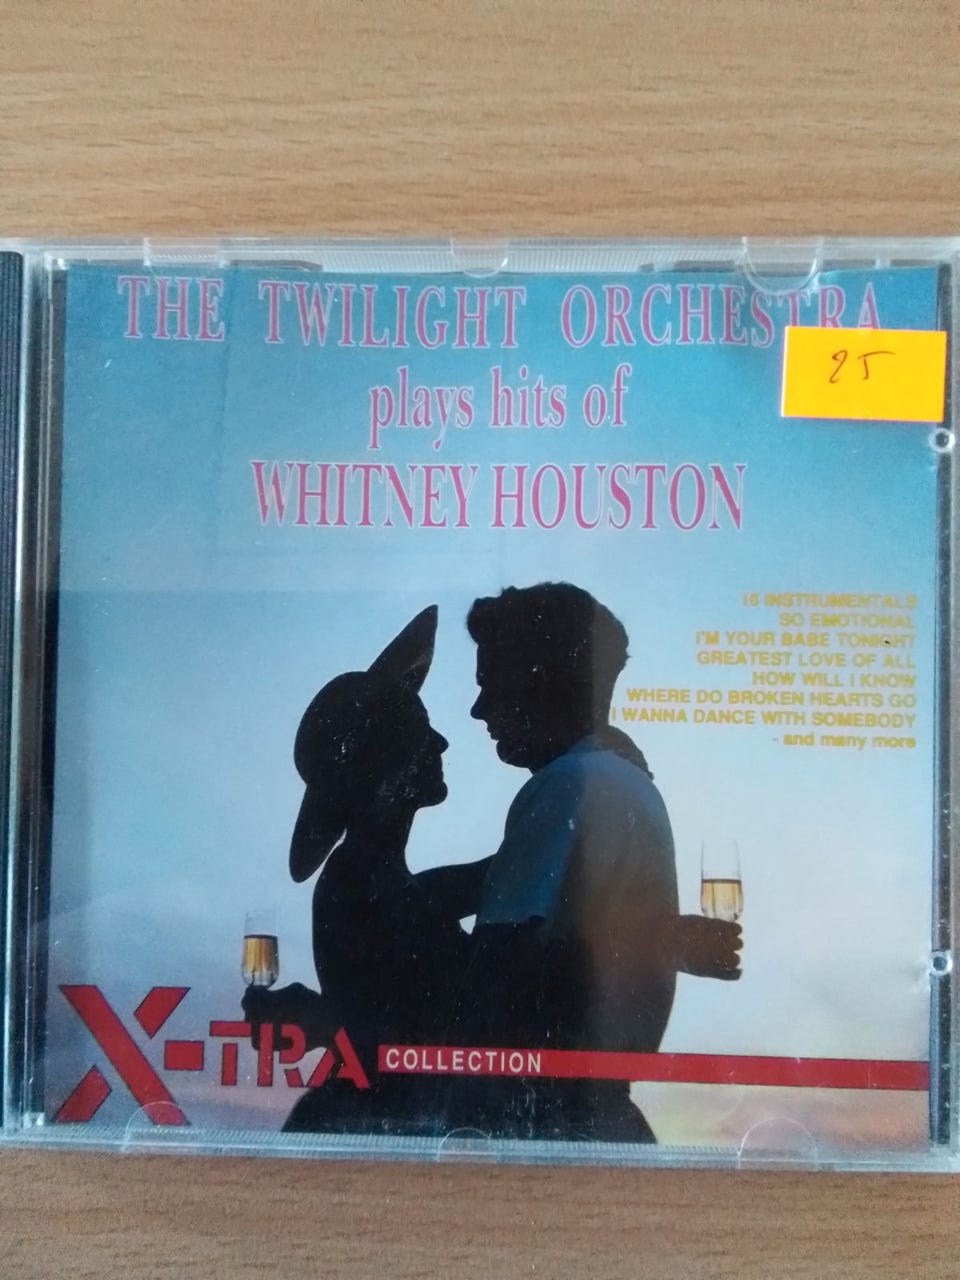 THE TWILIGHT ORCHESTRA
25
plays hits of
WHITNEY HOUSTON
16 INSTRUMENTALS
SO EMOTIONAL
I'M YOUR BABE TONIGHT
GREATEST LOVE OF ALL
HOW WILL I KNOW
WHERE DO BROKEN HEARTS GO
I WANNA DANCE WITH SOMEBODY
- and many more
X-TRA COLLECTION